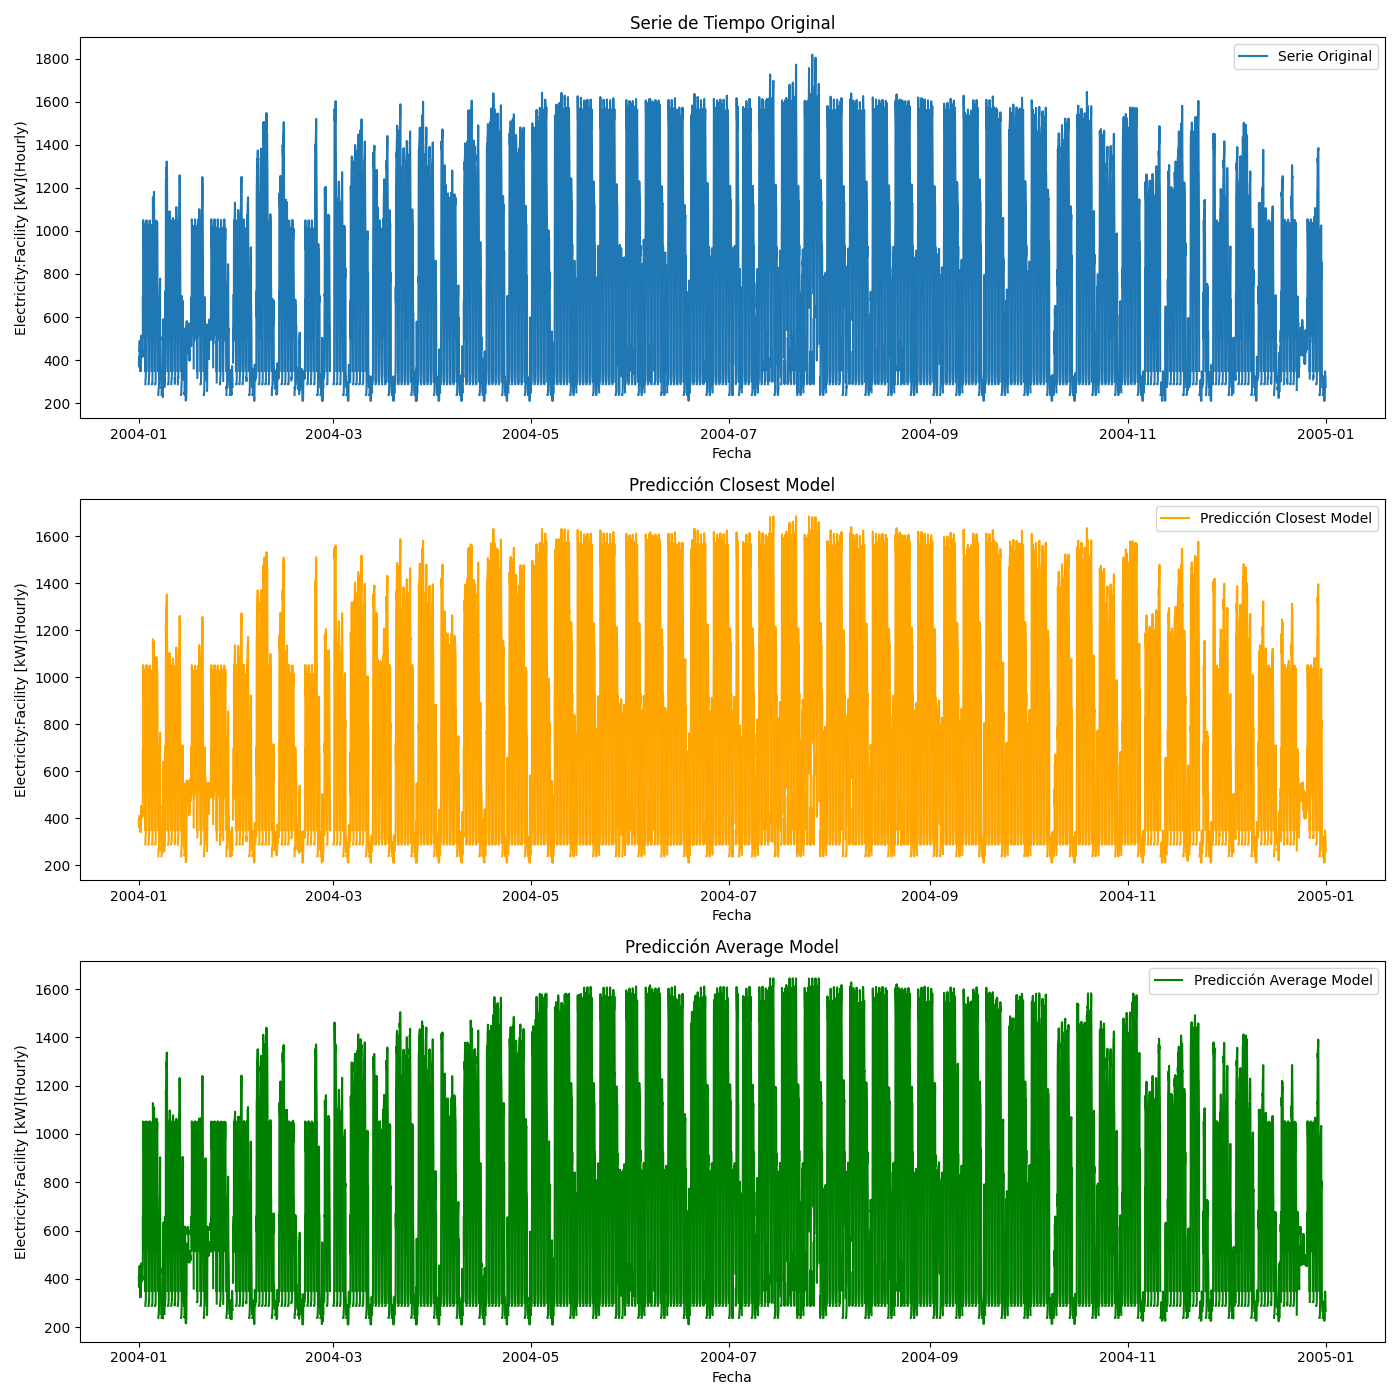 Serie de Tiempo Original
Serie Original
Electricity:Facility [kW](Hourly)
1800
1600
1400
1200
1000
800
600
400
200
2004-01 2004-03 2004-05 2004-07 2004-09 2004-11 2005-01
Fecha
Predicción Closest Model
Predicción Closest Model
Electricity:Facility [kW](Hourly)
1600
1400
1200
1000
800
600
400
200
2004-01 2004-03 2004-05 2004-07 2004-09 2004-11 2005-01
Fecha
Predicción Average Model
Predicción Average Model
Electricity:Facility [kW](Hourly)
1600
1400
1200
1000
800
600
400
200
2004-01 2004-03 2004-05 2004-07 2004-09 2004-11 2005-01
Fecha